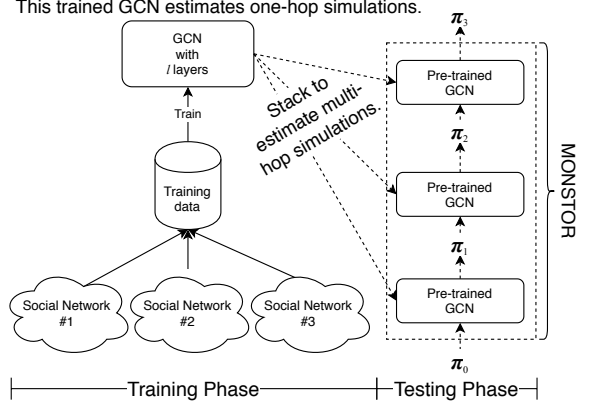 This trained GCN estimates one-hop simulations.
GCN
with
l layers
Train
Training
data
Social Network
#1
Social Network
#2
Social Network
#3
Stack to
estimate multi-
hop simulations.
π3
Pre-trained
GCN
π2
Pre-trained
GCN
π1
Pre-trained
GCN
π0
MONSTOR
Training Phase
Testing Phase